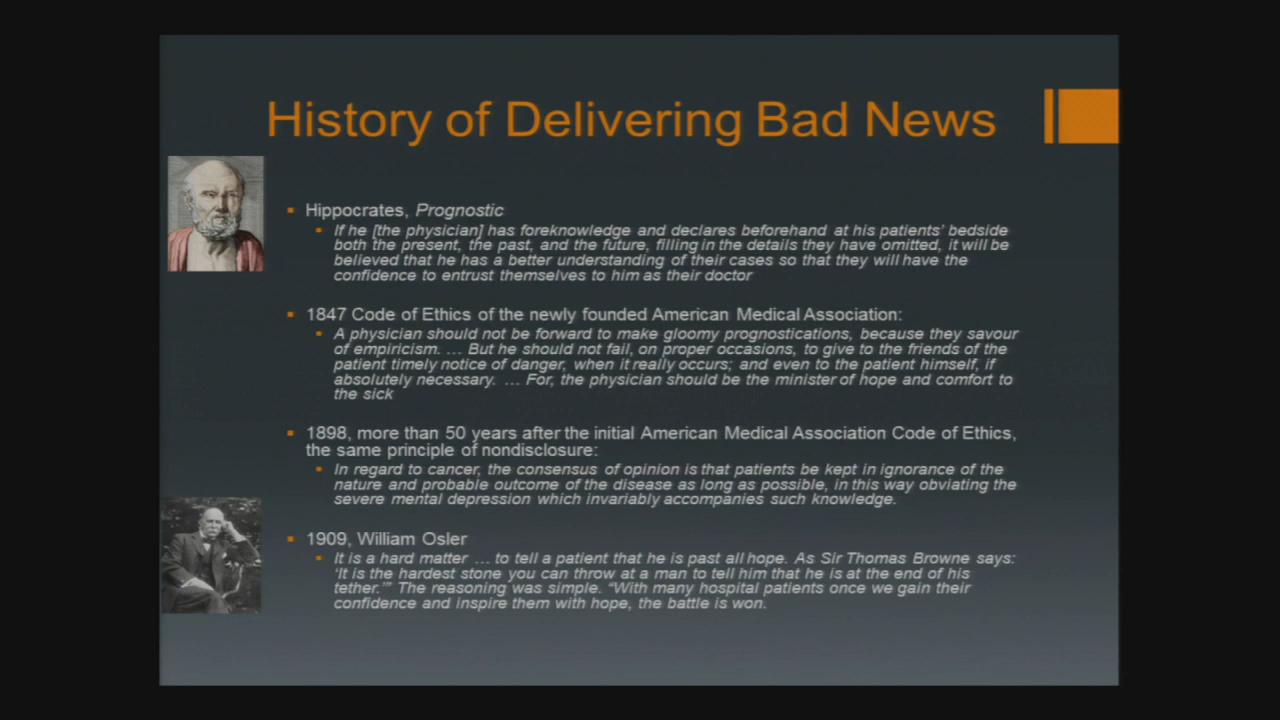 History of Delivering Bad News
Hippocrates, Prognostic
If he [the physician] has foreknowledge and declares beforehand at his patients' bedside
both the present, the past, and the future, filling in the details they have omitted, it will be
believed that he has a better understanding of their cases so that they will have the
confidence to entrust themselves to him as their doctor
1847 Code of Ethics of the newly founded American Medical Association:
A physician should not be forward to make gloomy prognostications, because they savour
of empiricism. … But he should not fail, on proper occasions, to give to the friends of the
patient timely notice of danger, when it really occurs; and even to the patient himself, if
absolutely necessary. … For, the physician should be the minister of hope and comfort to
the sick
1898, more than 50 years after the initial American Medical Association Code of Ethics,
the same principle of nondisclosure:
In regard to cancer, the consensus of opinion is that patients be kept in ignorance of the
nature and probable outcome of the disease as long as possible, in this way obviating the
severe mental depression which invariably accompanies such knowledge.
1909, William Osler
It is a hard matter … to tell a patient that he is past all hope. As Sir Thomas Browne says:
'It is the hardest stone you can throw at a man to tell him that he is at the end of his
tether.'” The reasoning was simple. “With many hospital patients once we gain their
confidence and inspire them with hope, the battle is won.